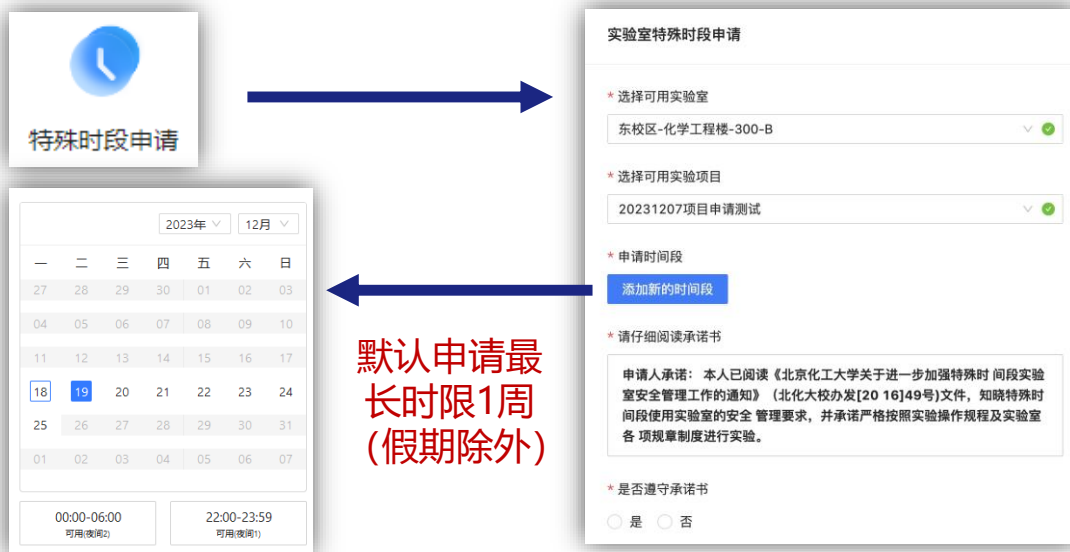 特殊时段申请
实验室特殊时段申请
* 选择可用实验室
东校区-化学工程楼-300-B
* 选择可用实验项目
20231207项目申请测试
* 申请时间段
添加新的时间段
* 请仔细阅读承诺书
申请人承诺： 本人已阅读《北京化工大学关于进一步加强特殊时 间段实验
室安全管理工作的通知》（北化大校办发[20 16]49号)文件，知晓特殊时
间段使用实验室的安全 管理要求，并承诺严格按照实验操作规程及实验室
各 项规章制度进行实验。
* 是否遵守承诺书
是 否
默认申请最
长时限1周
（假期除外）
2023年 12月
一 二 三 四 五 六 日
27 28 29 30 01 02 03
04 05 06 07 08 09 10
11 12 13 14 15 16 17
18 19 20 21 22 23 24
25 26 27 28 29 30 31
01 02 03 04 05 06 07
00:00-06:00 22:00-23:59
可用(夜间2) 可用(夜间1)